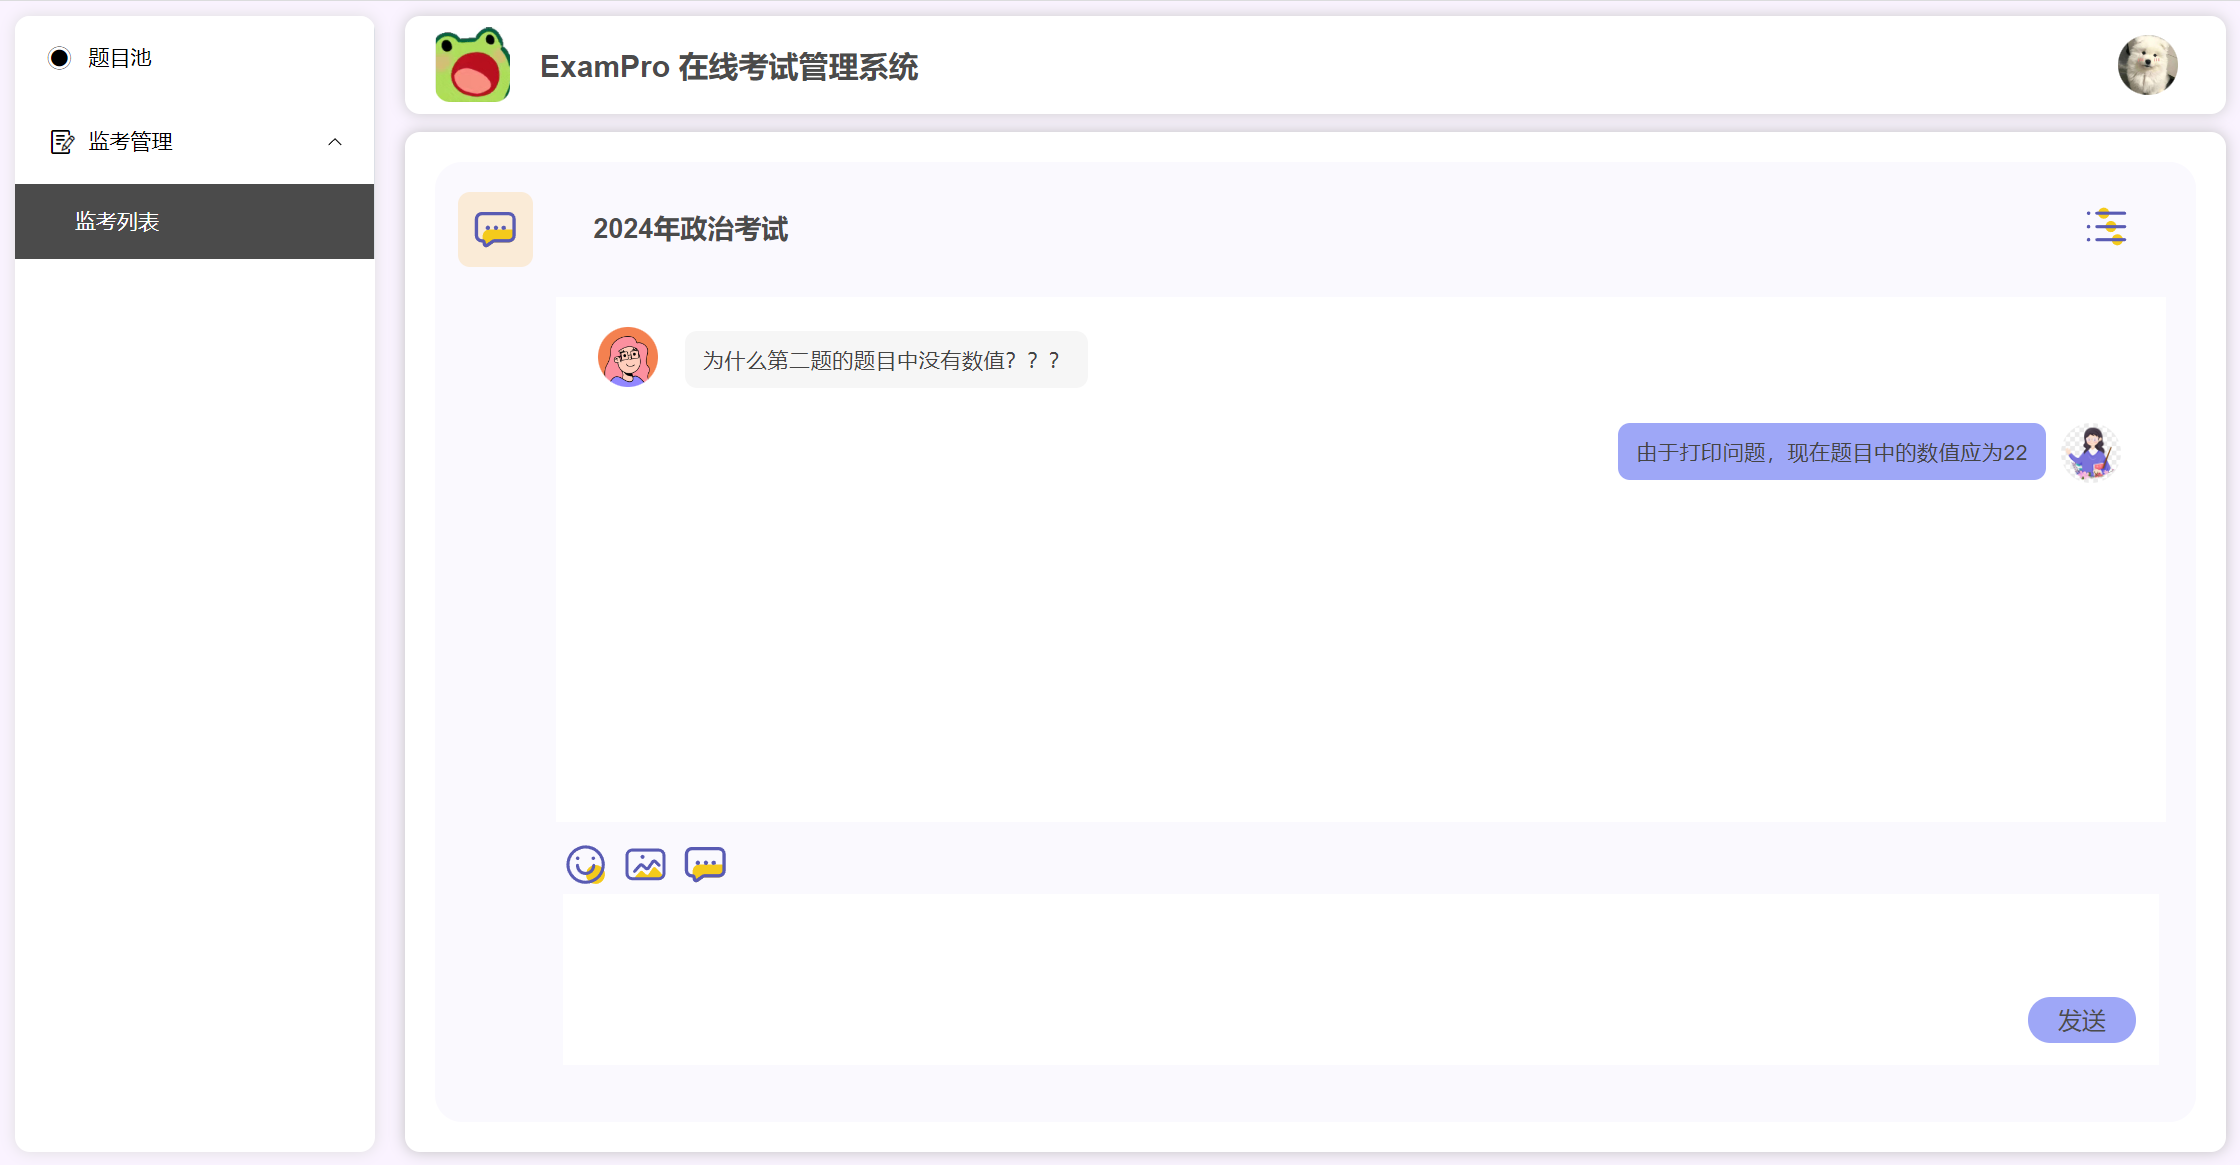 题目池
监考管理
监考列表
ExamPro 在线考试管理系统
2024年政治考试
为什么第二题的题目中没有数值？？？
由于打印问题，现在题目中的数值应为22
发送